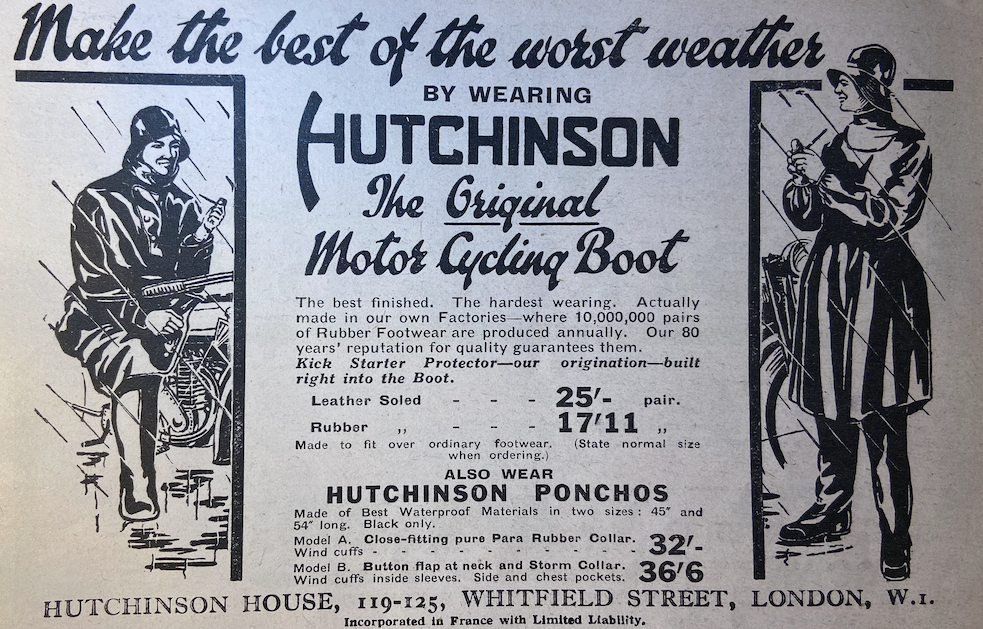 Make the best of the worst weather
BY WEARING
HUTCHINSON
The Original
Motor Cycling Boot
The best finished. The hardest wearing. Actually
made in our own Factories—where 10,000,000 pairs
of Rubber Footwear are produced annually. Our 80
years' reputation for quality guarantees them.
Kick Starter Protector—our origination—built
right into the Boot.
Leather Soled - - - 25'- pair.
Rubber ,, - - - 17'11 ,,
Made to fit over ordinary footwear. (State normal size
when ordering.)
ALSO WEAR
HUTCHINSON PONCHOS
Made of Best Waterproof Materials in two sizes: 45" and
54" long. Black only.
Model A. Close-fitting pure Para Rubber Collar.
Wind cuffs - - - - - - - - - - 32'-
Model B. Button flap at neck and Storm Collar.
Wind cuffs inside sleeves. Side and chest pockets. 36'6
HUTCHINSON HOUSE, 119-125, WHITFIELD STREET, LONDON, W.1.
Incorporated in France with Limited Liability.